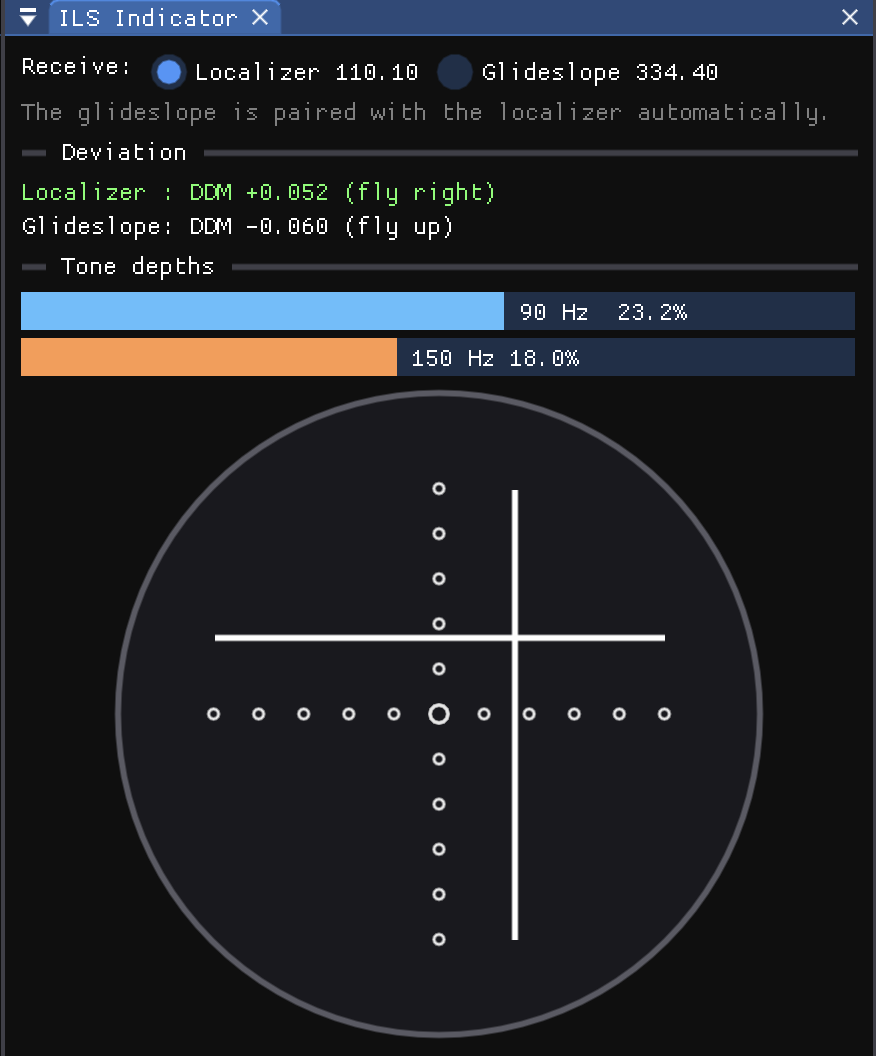 ILS Indicator
Receive: Localizer 110.10 Glideslope 334.40
The glideslope is paired with the localizer automatically.
Deviation
Localizer : DDM +0.052 (fly right)
Glideslope: DDM -0.060 (fly up)
Tone depths
90 Hz  23.2%
150 Hz 18.0%